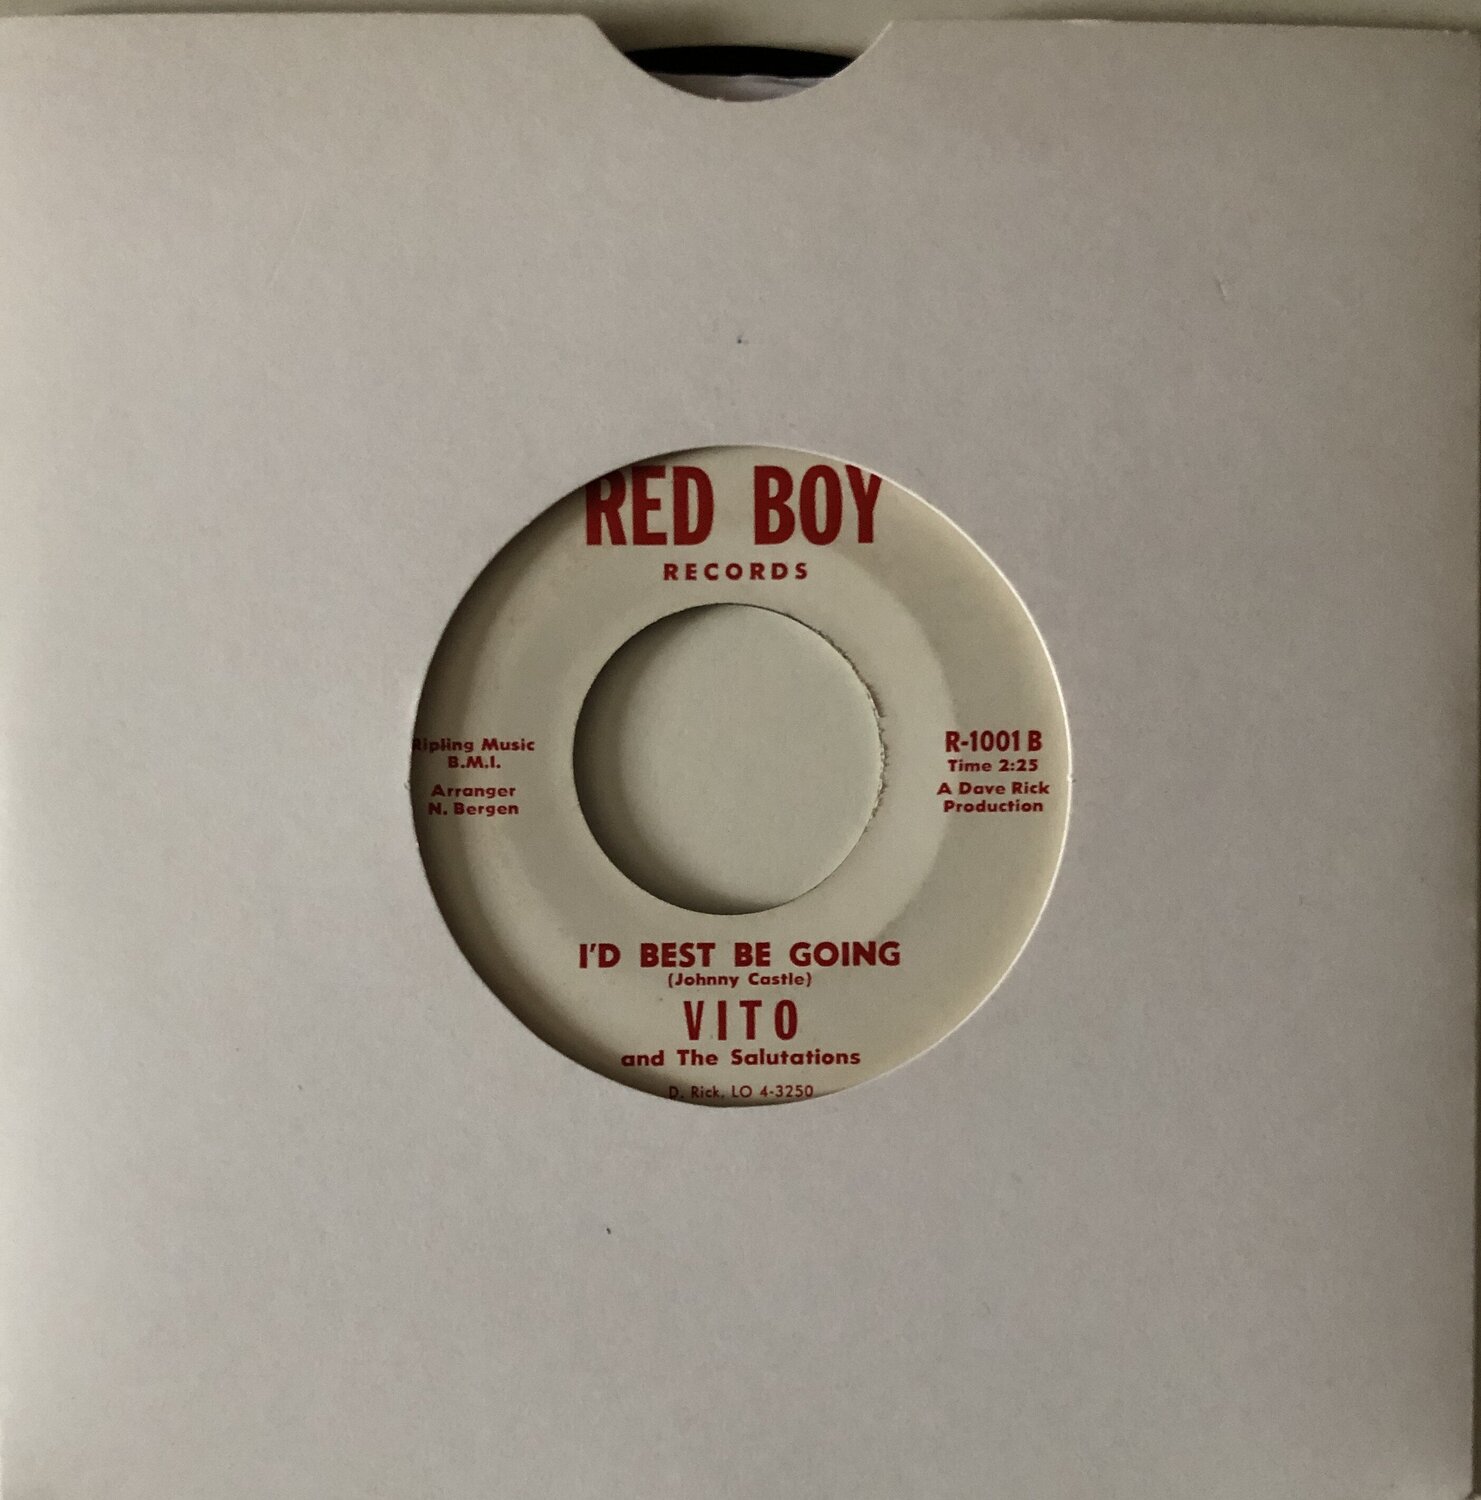 RED BOY
RECORDS
Ripling Music
B.M.I.
Arranger
N. Bergen
R-1001 B
Time 2:25
A Dave Rick
Production
I'D BEST BE GOING
(Johnny Castle)
VITO
and The Salutations
D. Rick, LO 4-3250